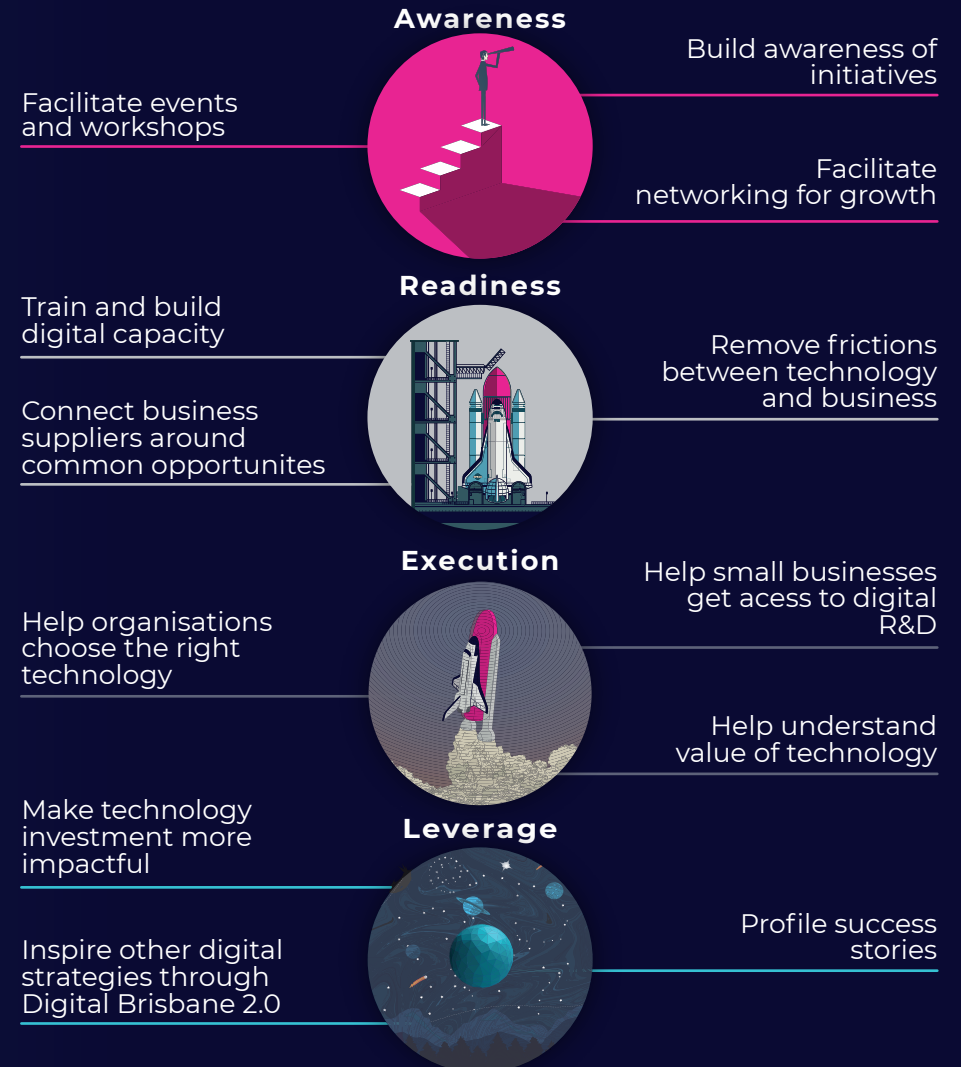 Awareness
Facilitate events
and workshops
Build awareness of
initiatives
Facilitate
networking for growth
Readiness
Train and build
digital capacity
Connect business
suppliers around
common opportunites
Remove frictions
between technology
and business
Execution
Help organisations
choose the right
technology
Help small businesses
get acess to digital
R&D
Help understand
value of technology
Leverage
Make technology
investment more
impactful
Inspire other digital
strategies through
Digital Brisbane 2.0
Profile success
stories